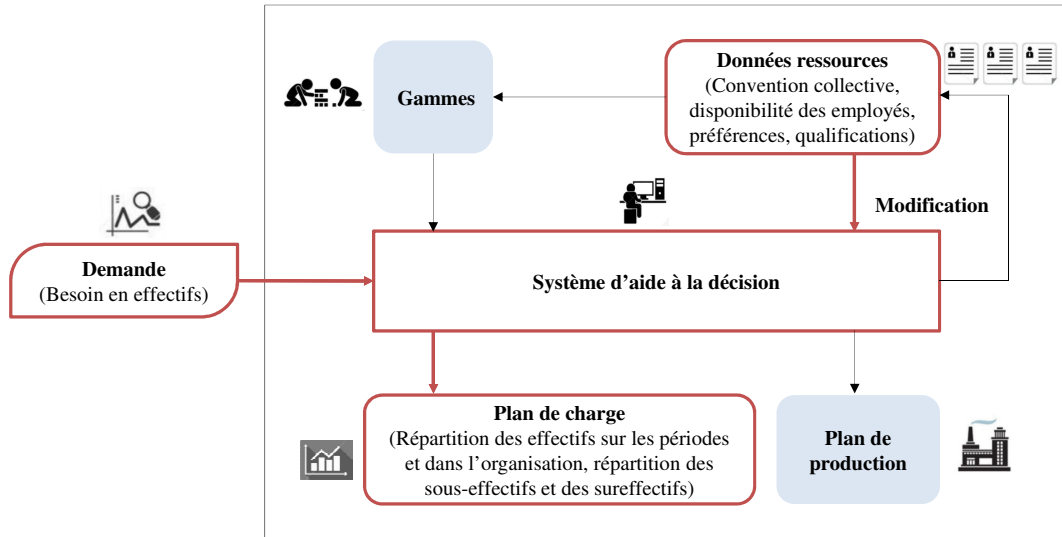 Données ressources
(Convention collective,
disponibilité des employés,
préférences, qualifications)
Gammes
Modification
Demande
(Besoin en effectifs)
Système d'aide à la décision
Plan de charge
(Répartition des effectifs sur les périodes
et dans l'organisation, répartition des
sous-effectifs et des sureffectifs)
Plan de
production